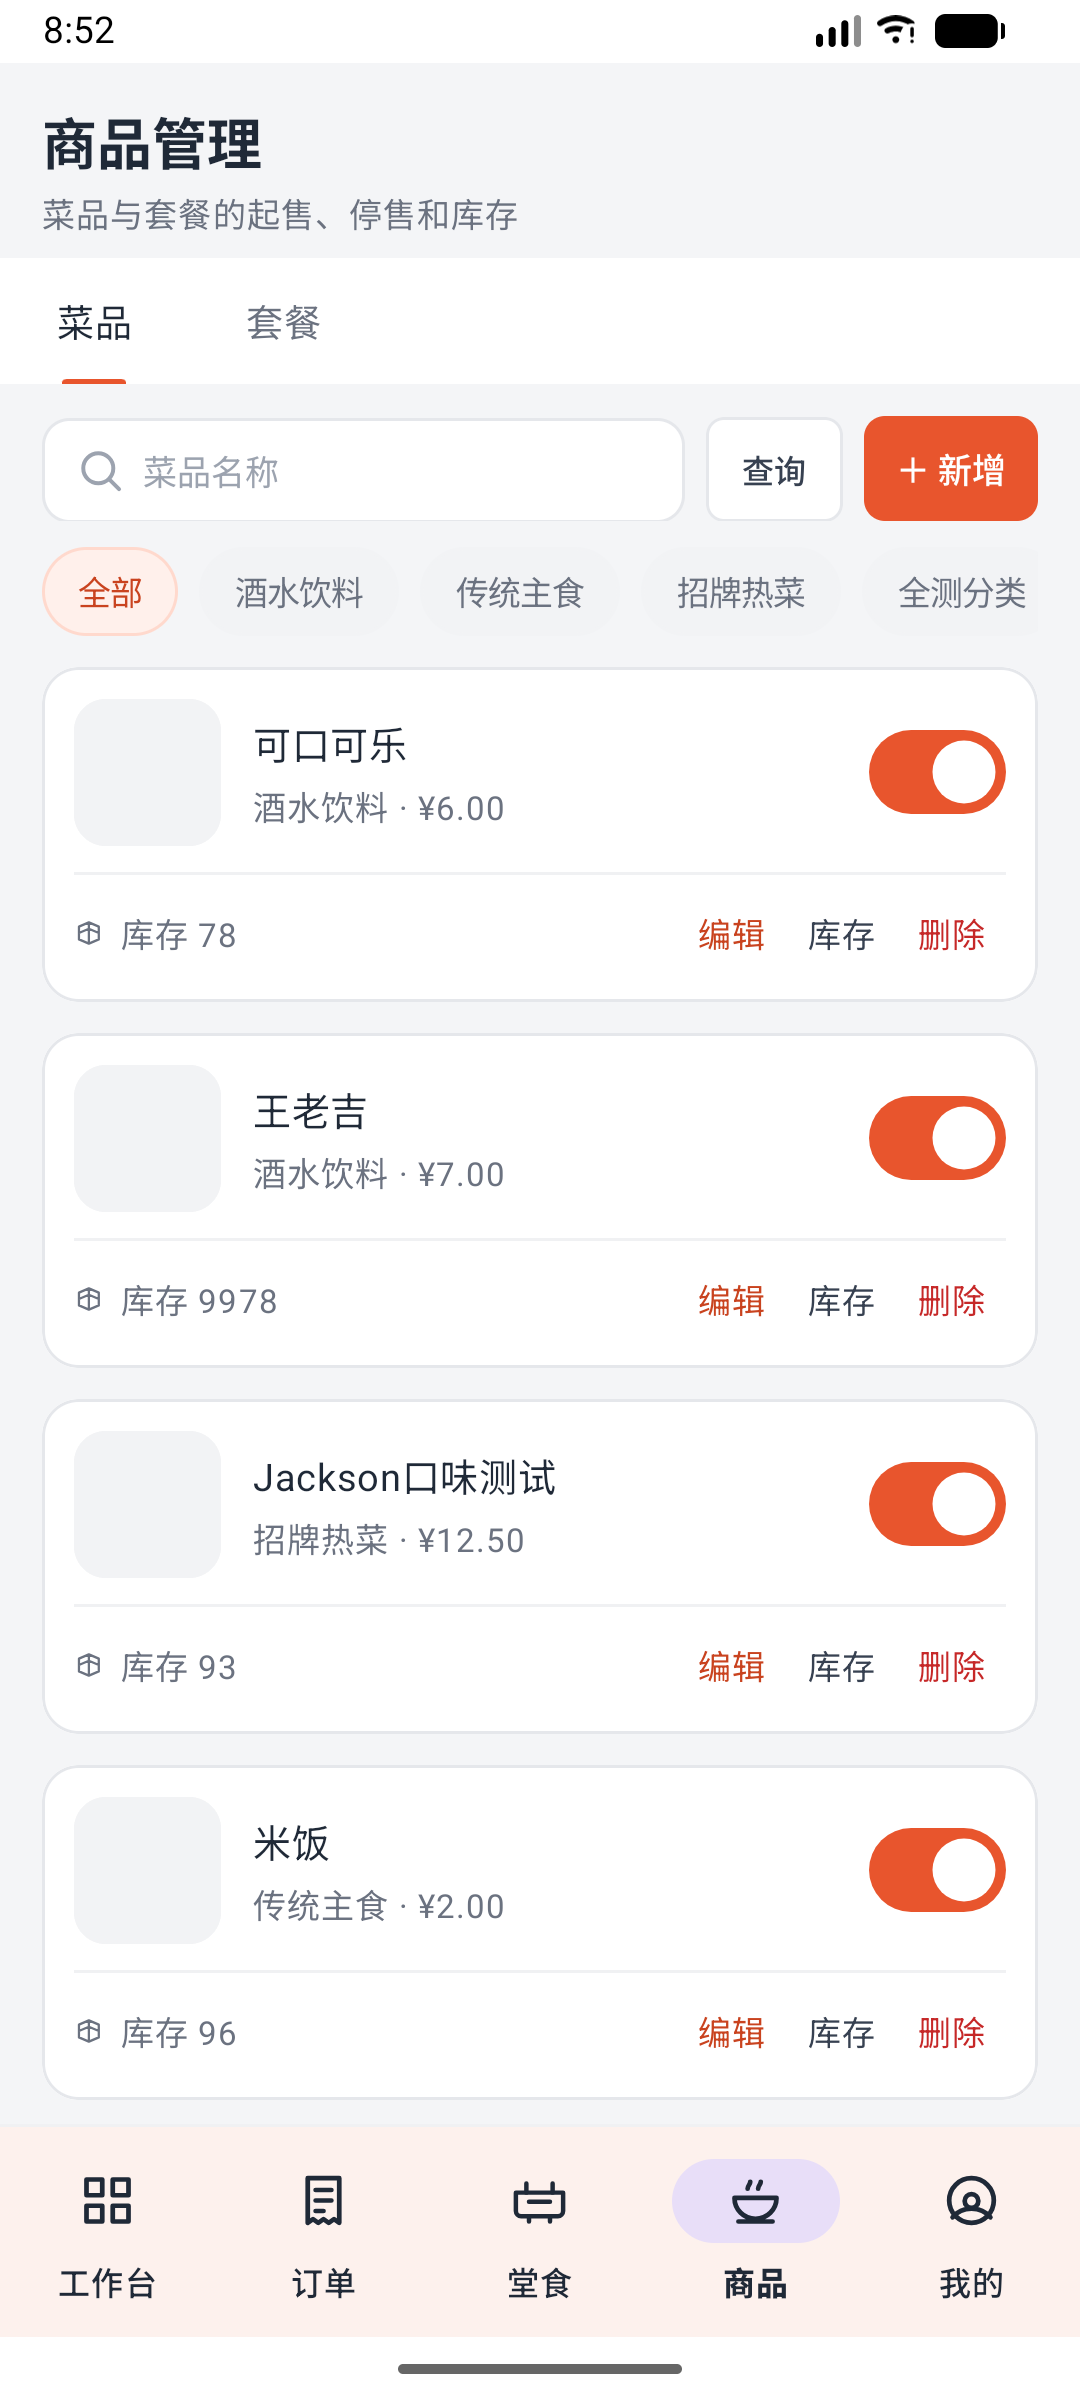 8:52
商品管理
菜品与套餐的起售、停售和库存
菜品 套餐
菜品名称 查询 + 新增
全部 酒水饮料 传统主食 招牌热菜 全测分类
可口可乐
酒水饮料 · ¥6.00
库存 78 编辑 库存 删除
王老吉
酒水饮料 · ¥7.00
库存 9978 编辑 库存 删除
Jackson口味测试
招牌热菜 · ¥12.50
库存 93 编辑 库存 删除
米饭
传统主食 · ¥2.00
库存 96 编辑 库存 删除
工作台 订单 堂食 商品 我的